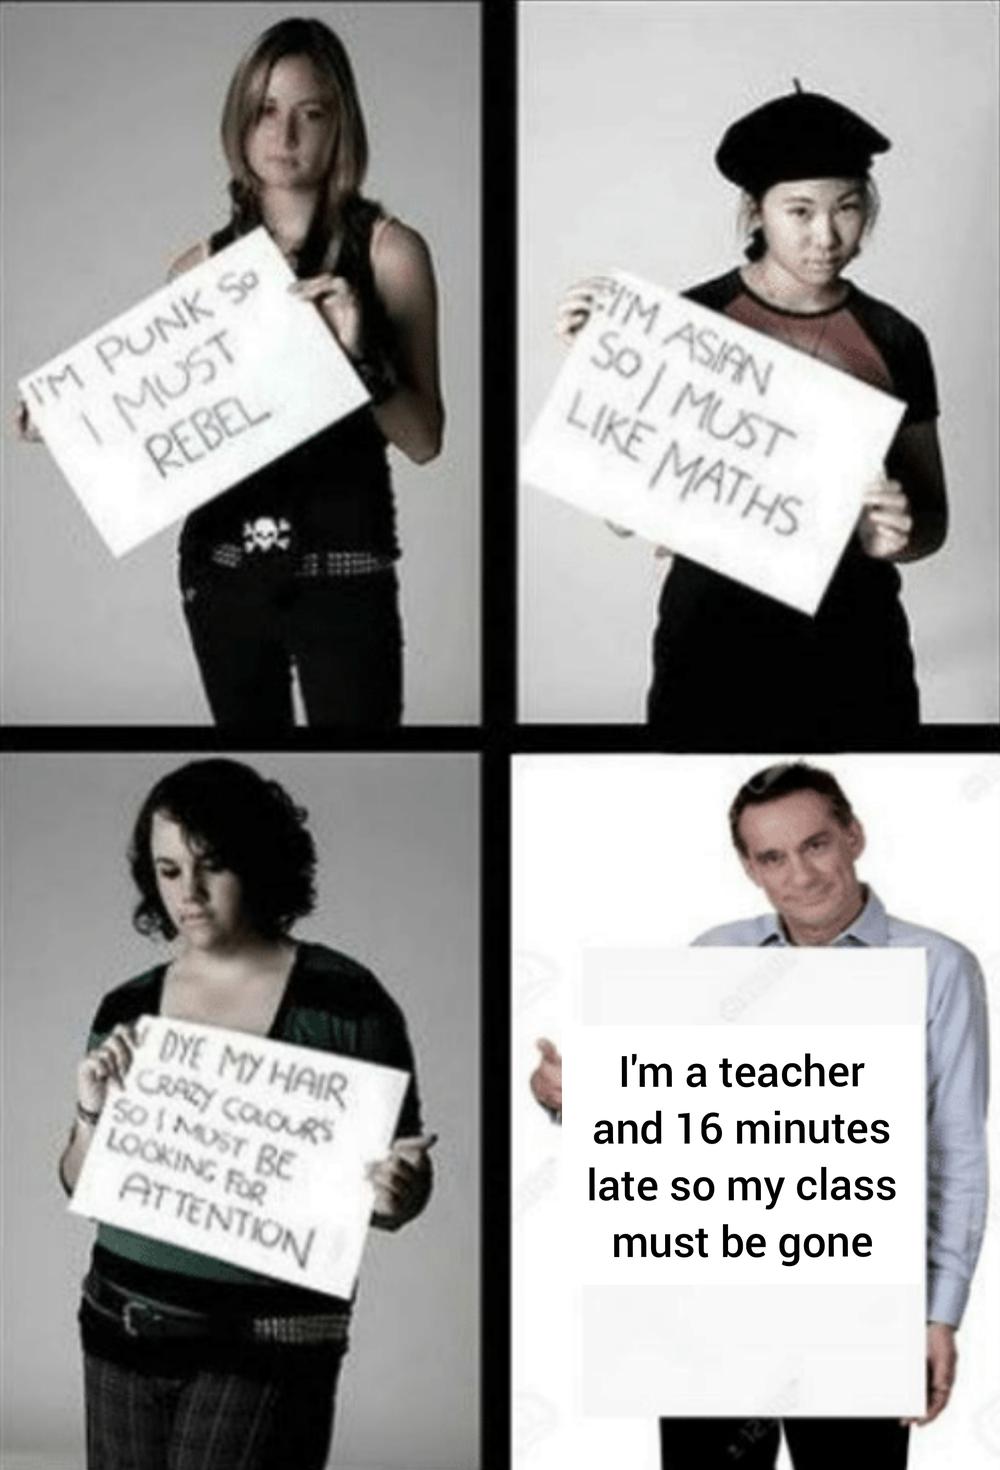 I'M PUNK SO
I MUST
REBEL
I'M ASIAN
SO I MUST
LIKE MATHS
I DYE MY HAIR
CRAZY COLOURS
SO I MUST BE
LOOKING FOR
ATTENTION
I'm a teacher
and 16 minutes
late so my class
must be gone